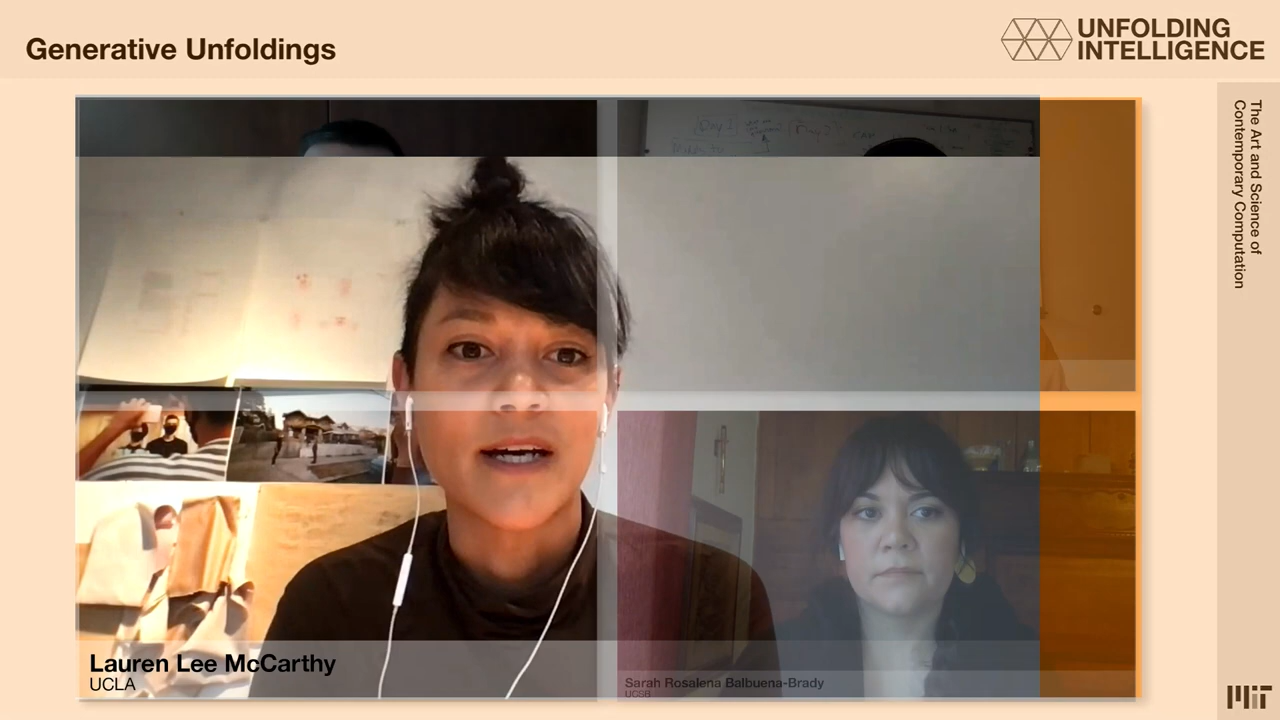 Generative Unfoldings
UNFOLDING
INTELLIGENCE
The Art and Science of
Contemporary Computation
Lauren Lee McCarthy
UCLA
Sarah Rosalena Balbuena-Brady
UCSB
MIT